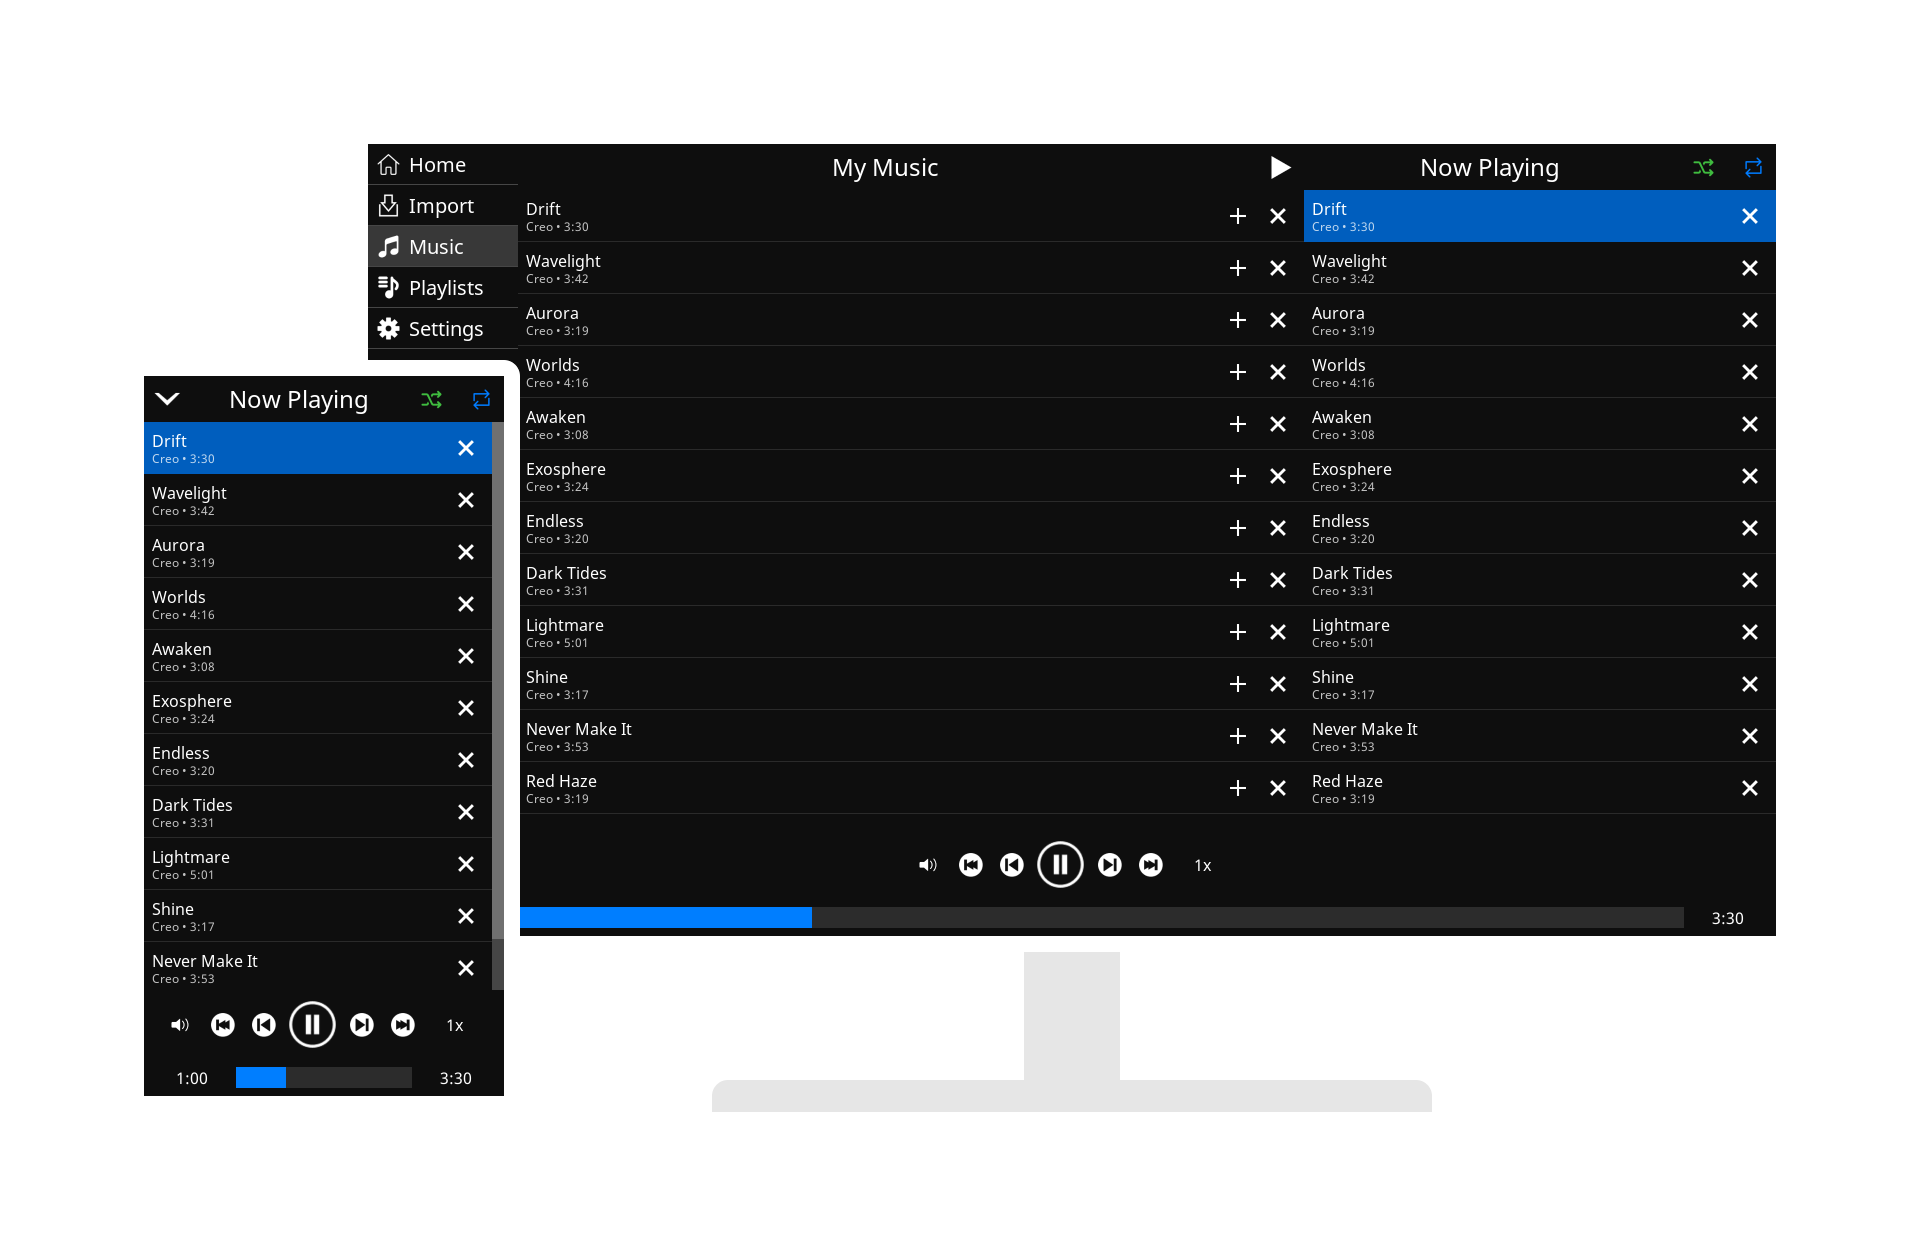 Home
Import
Music
Playlists
Settings
My Music
Drift
Creo • 3:30
Wavelight
Creo • 3:42
Aurora
Creo • 3:19
Worlds
Creo • 4:16
Awaken
Creo • 3:08
Exosphere
Creo • 3:24
Endless
Creo • 3:20
Dark Tides
Creo • 3:31
Lightmare
Creo • 5:01
Shine
Creo • 3:17
Never Make It
Creo • 3:53
Red Haze
Creo • 3:19
Now Playing
Drift
Creo • 3:30
Wavelight
Creo • 3:42
Aurora
Creo • 3:19
Worlds
Creo • 4:16
Awaken
Creo • 3:08
Exosphere
Creo • 3:24
Endless
Creo • 3:20
Dark Tides
Creo • 3:31
Lightmare
Creo • 5:01
Shine
Creo • 3:17
Never Make It
Creo • 3:53
Red Haze
Creo • 3:19
1x
3:30
Now Playing
Drift
Creo • 3:30
Wavelight
Creo • 3:42
Aurora
Creo • 3:19
Worlds
Creo • 4:16
Awaken
Creo • 3:08
Exosphere
Creo • 3:24
Endless
Creo • 3:20
Dark Tides
Creo • 3:31
Lightmare
Creo • 5:01
Shine
Creo • 3:17
Never Make It
Creo • 3:53
1x
1:00 3:30